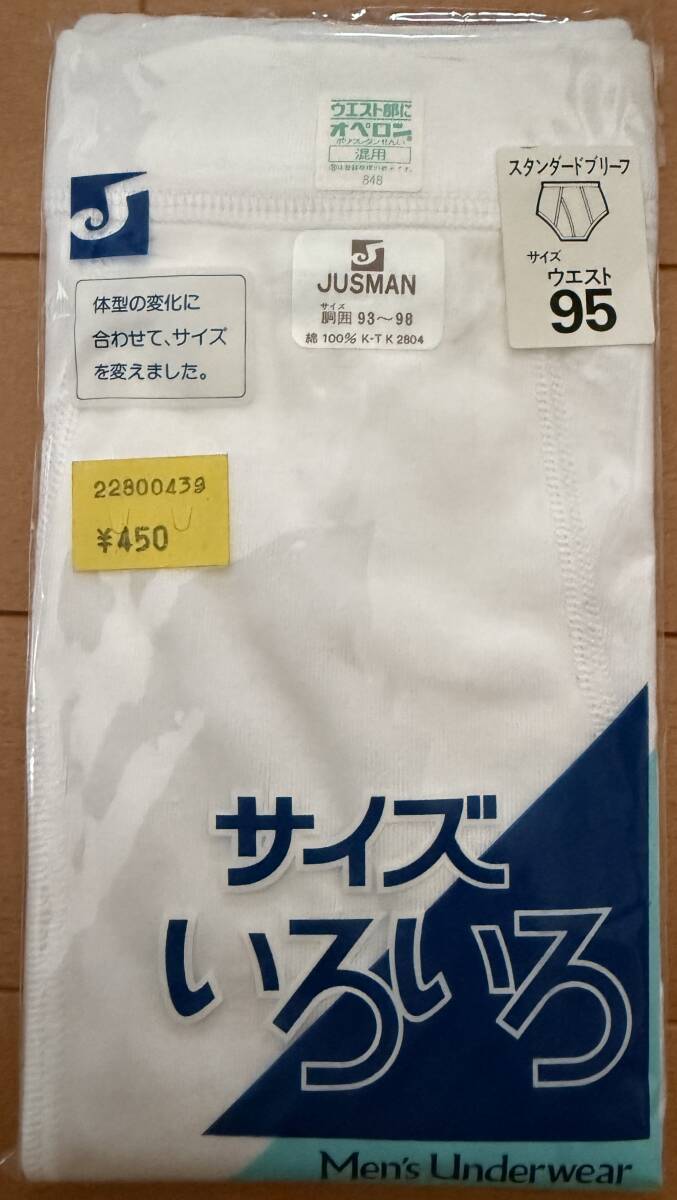 ウエスト部に
オペロン®
ポリウレタンせんい
混用
848
スタンダードブリーフ
サイズ
ウエスト
95
JUSMAN
サイズ
胴囲 93〜98
綿 100% K-T K 2804
体型の変化に
合わせて、サイズ
を変えました。
22800439
¥450
サイズ
いろいろ
Men's Underwear